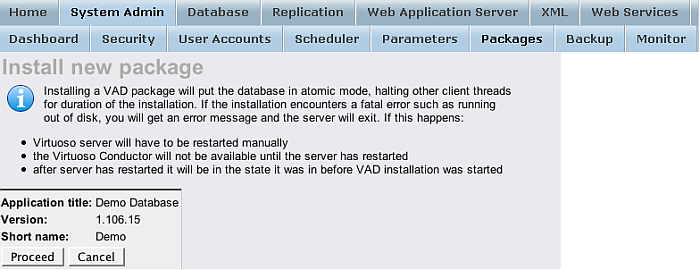 Home System Admin Database Replication Web Application Server XML Web Services
Dashboard Security User Accounts Scheduler Parameters Packages Backup Monitor
Install new package
Installing a VAD package will put the database in atomic mode, halting other client threads
for duration of the installation. If the installation encounters a fatal error such as running
out of disk, you will get an error message and the server will exit. If this happens:
• Virtuoso server will have to be restarted manually
• the Virtuoso Conductor will not be available until the server has restarted
• after server has restarted it will be in the state it was in before VAD installation was started
Application title: Demo Database
Version: 1.106.15
Short name: Demo
Proceed Cancel